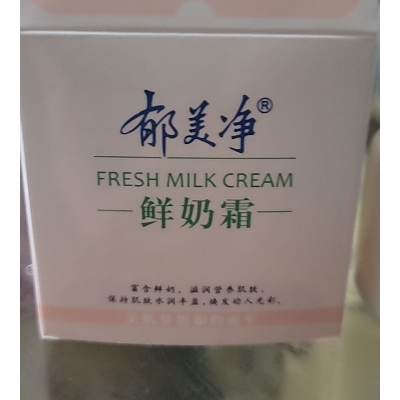 郁美净®
FRESH MILK CREAM
鲜奶霜
富含鲜奶，滋润营养肌肤，
保持肌肤水润丰盈，焕发动人光彩。